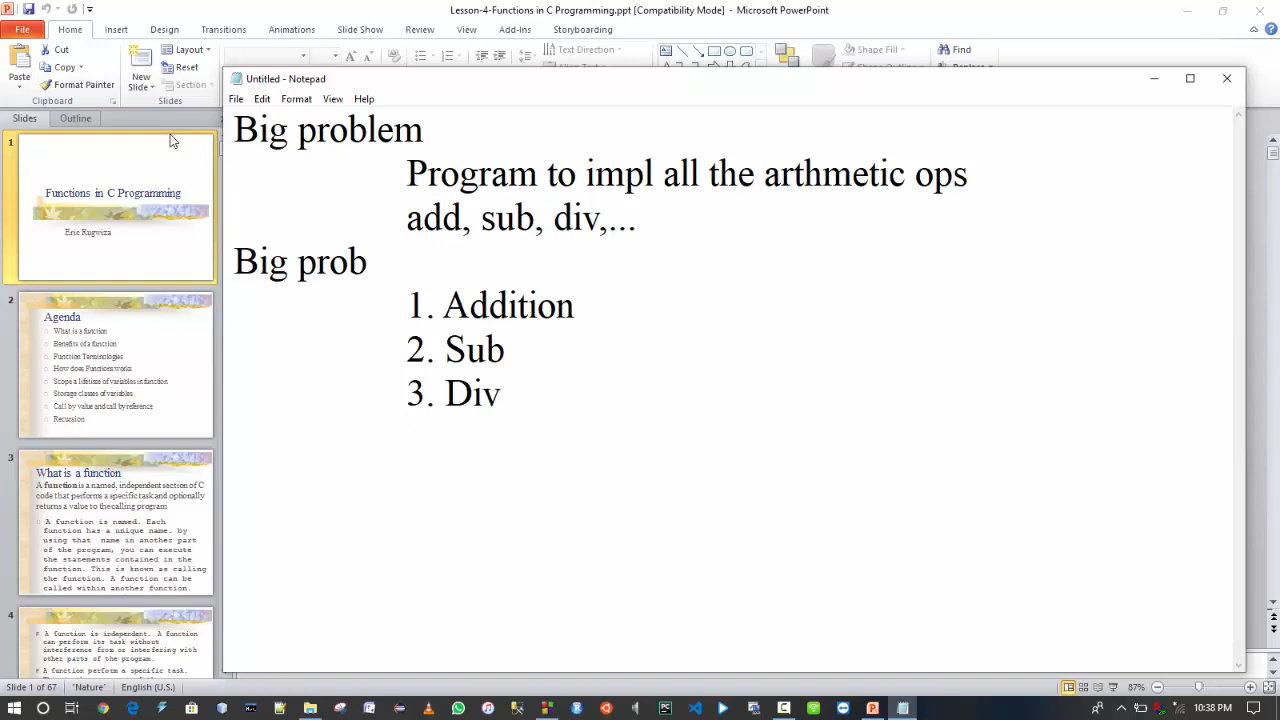 Lesson-4-Functions in C Programming.ppt [Compatibility Mode] - Microsoft PowerPoint
File Home Insert Design Transitions Animations Slide Show Review View Add-Ins Storyboarding
Paste
Cut
Copy
Format Painter
Clipboard
New
Slide
Layout
Reset
Section
Slides
Text Direction
Shape Fill
Find
Slides Outline
Untitled - Notepad
File Edit Format View Help
Big problem
Program to impl all the arthmetic ops
add, sub, div,...
Big prob
1. Addition
2. Sub
3. Div
1
Functions in C Programming
Eric Rugwiza
2
Agenda
What is a function
Benefits of a function
Function Terminologies
How does Functions works
Scope a lifetime of variables in function
Storage classes of variables
Call by value and call by reference
Recursion
3
What is a function
A function is a named, independent section of C
code that performs a specific task and optionally
returns a value to the calling program
A function is named. Each
function has a unique name. by
using that name in another part
of the program, you can execute
the statements contained in the
function. This is known as calling
the function. A function can be
called within another function.
4
A function is independent. A function
can perform its task without
interference from or interfering with
other parts of the program.
A function perform a specific task.
Slide 1 of 67 "Nature" English (U.S.) 87%
10:38 PM